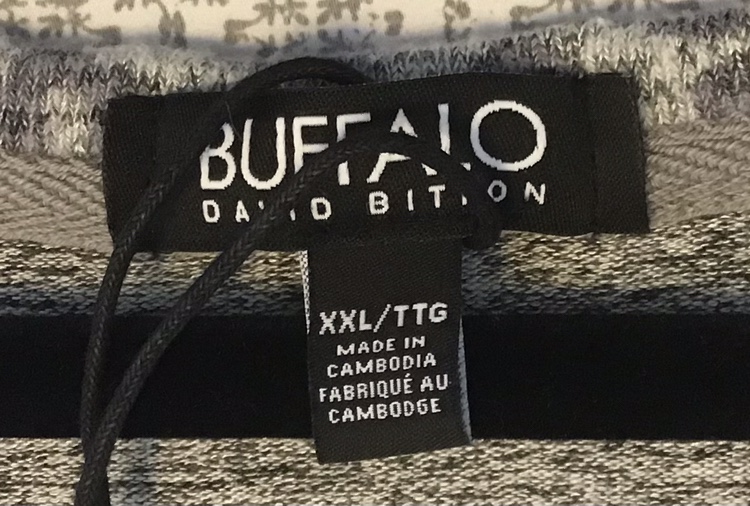 BUFFALO
DAVID BITTON
XXL/TTG
MADE IN
CAMBODIA
FABRIQUÉ AU
CAMBODGE